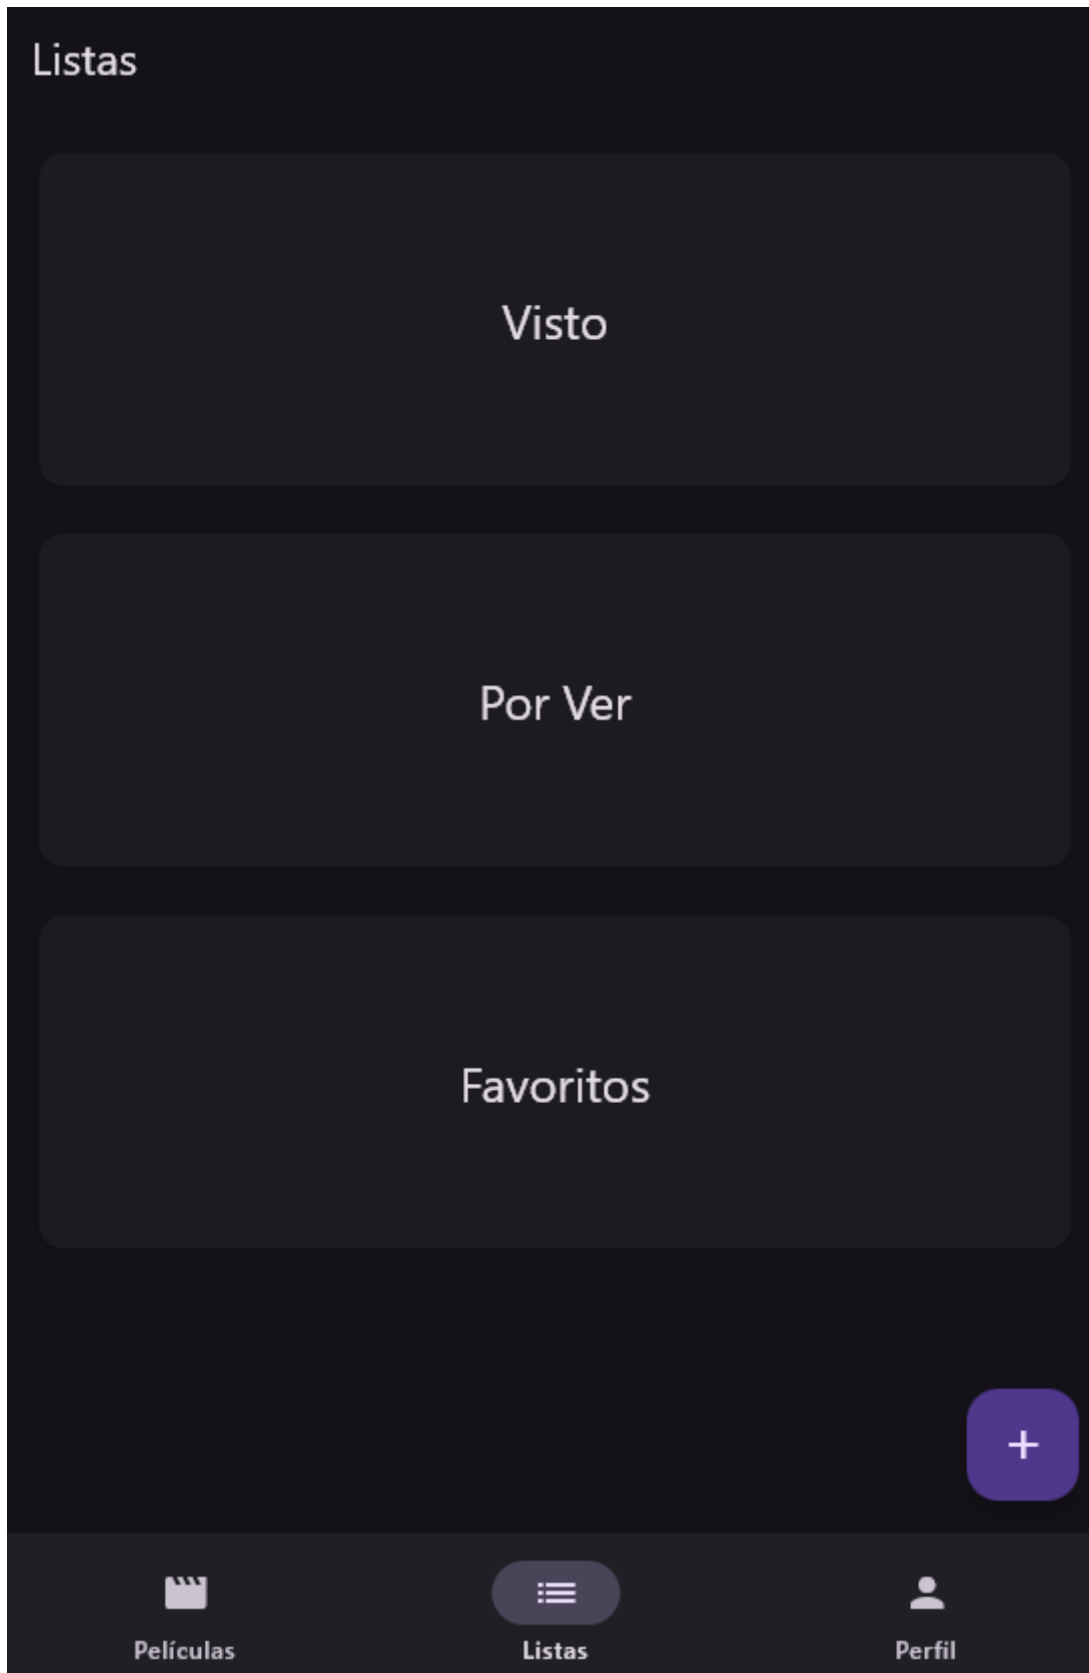 Listas
Visto
Por Ver
Favoritos
+
Películas
Listas
Perfil